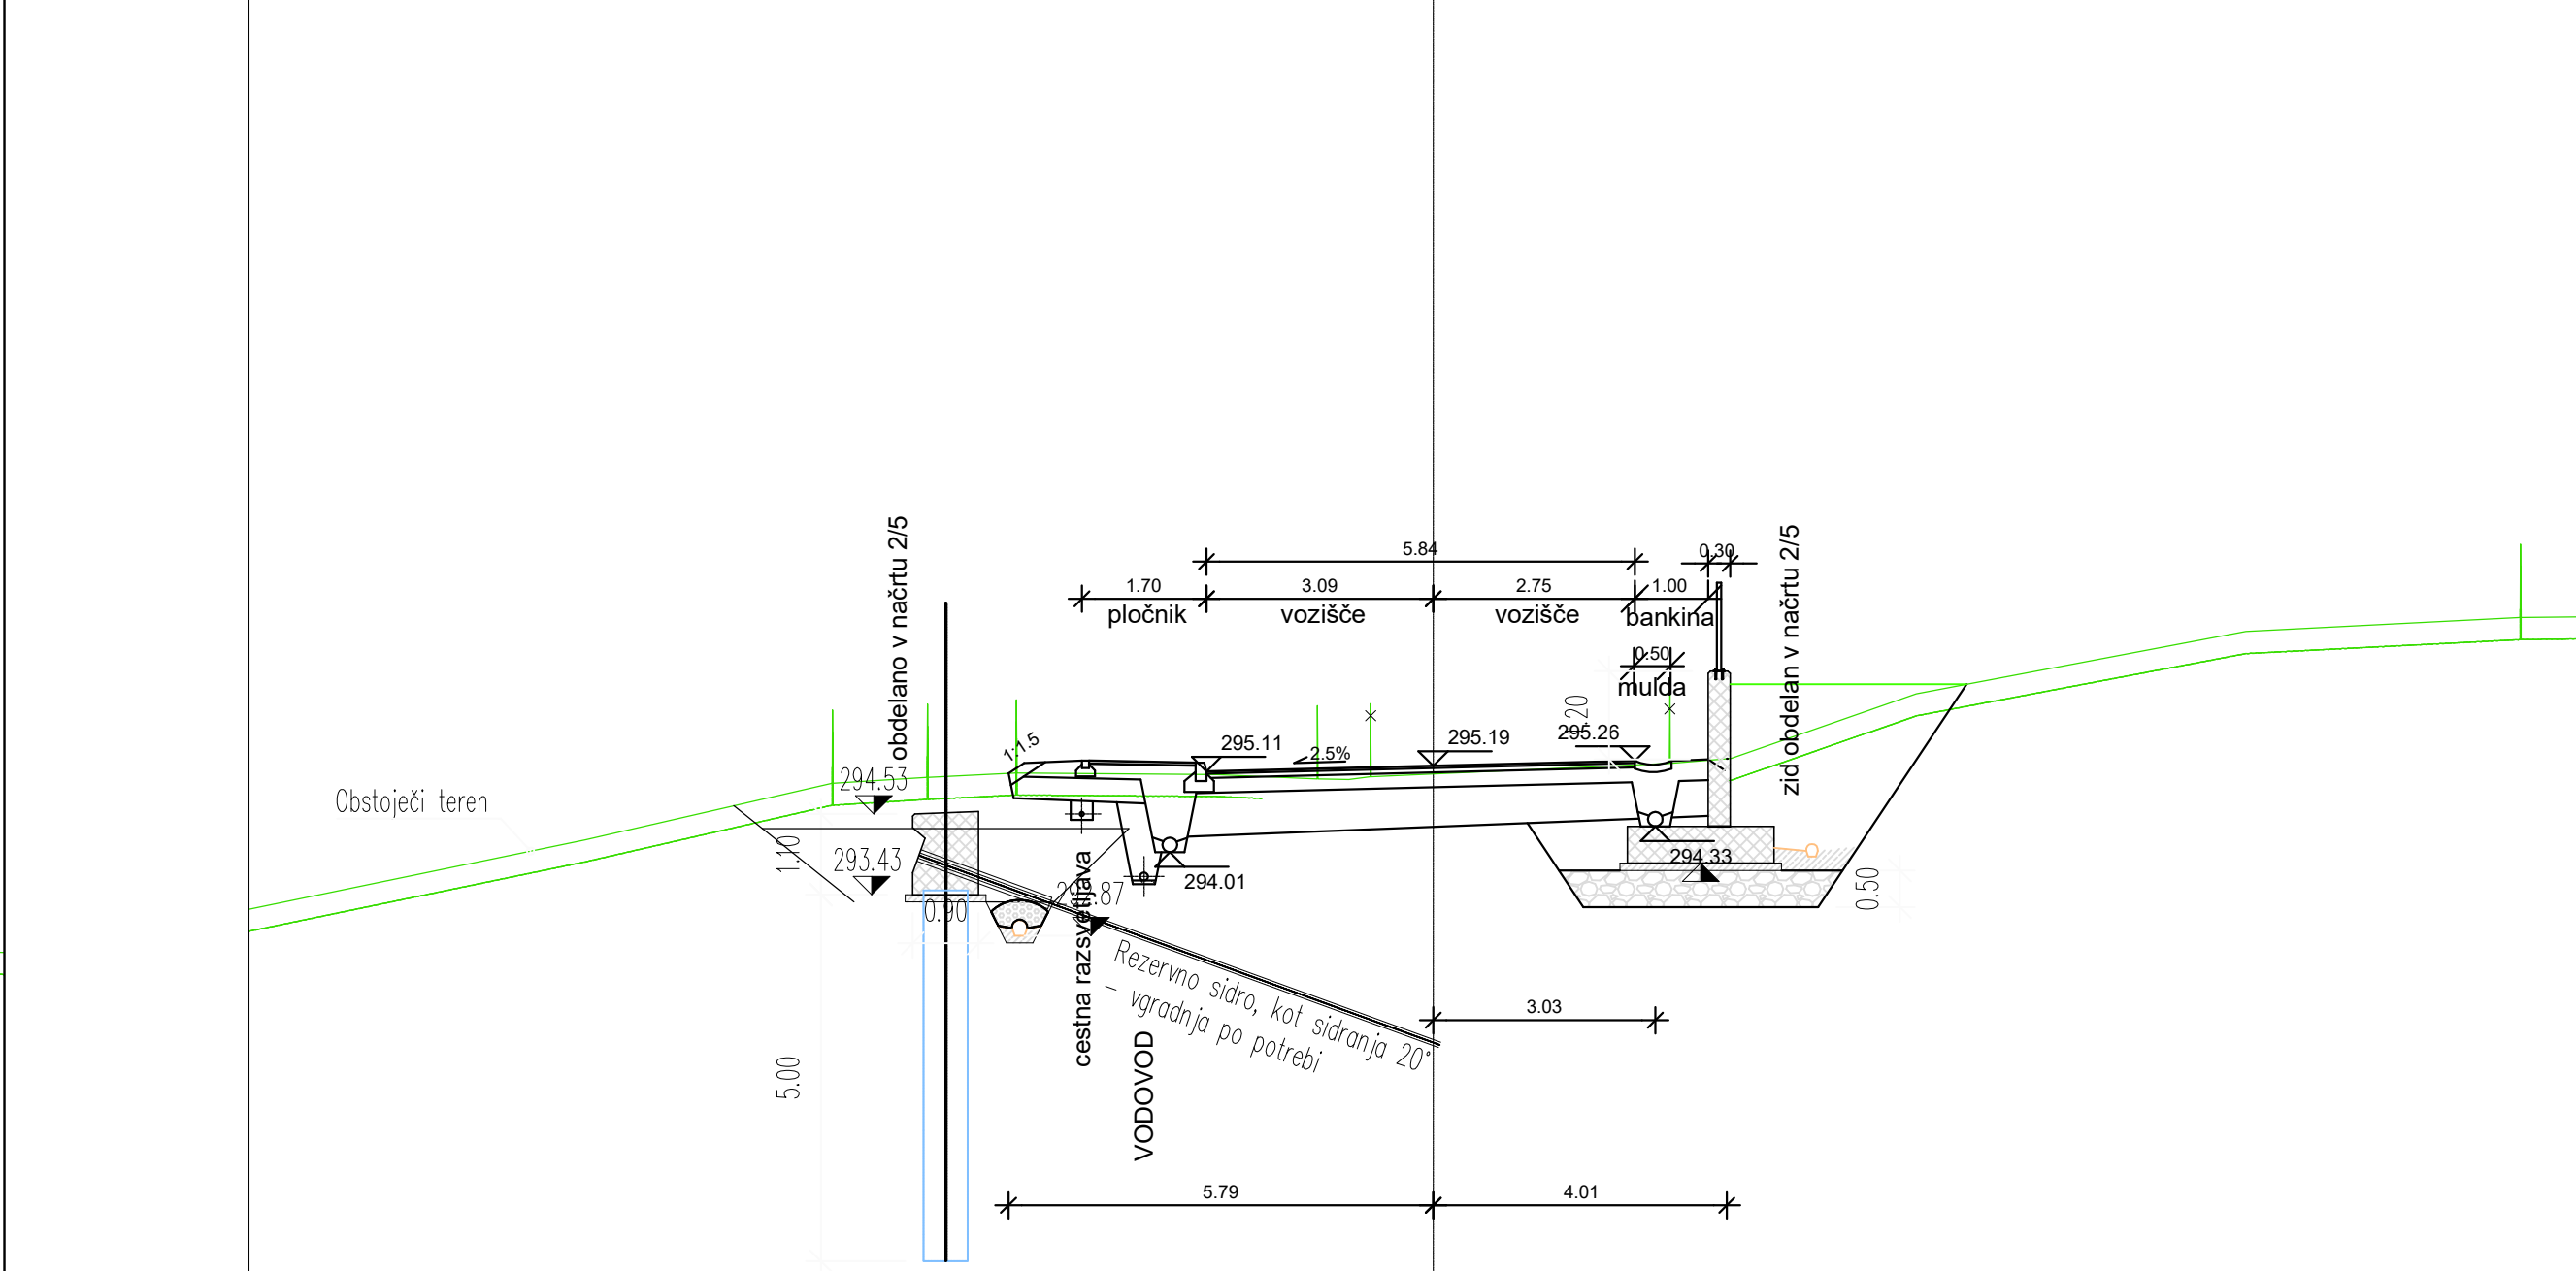 5.84
0.30
1.70
3.09
2.75
1.00
pločnik
vozišče
vozišče
bankina
0.50
mulda
obdelano v načrtu 2/5
zid obdelan v načrtu 2/5
1:1.5
295.11
2.5%
295.19
295.26
294.53
Obstoječi teren
1.10
293.43
0.90
294.01
294.33
0.50
cestna razsvetljava
Rezervno sidro, kot sidranja 20°
- vgradnja po potrebi
3.03
5.00
VODOVOD
5.79
4.01